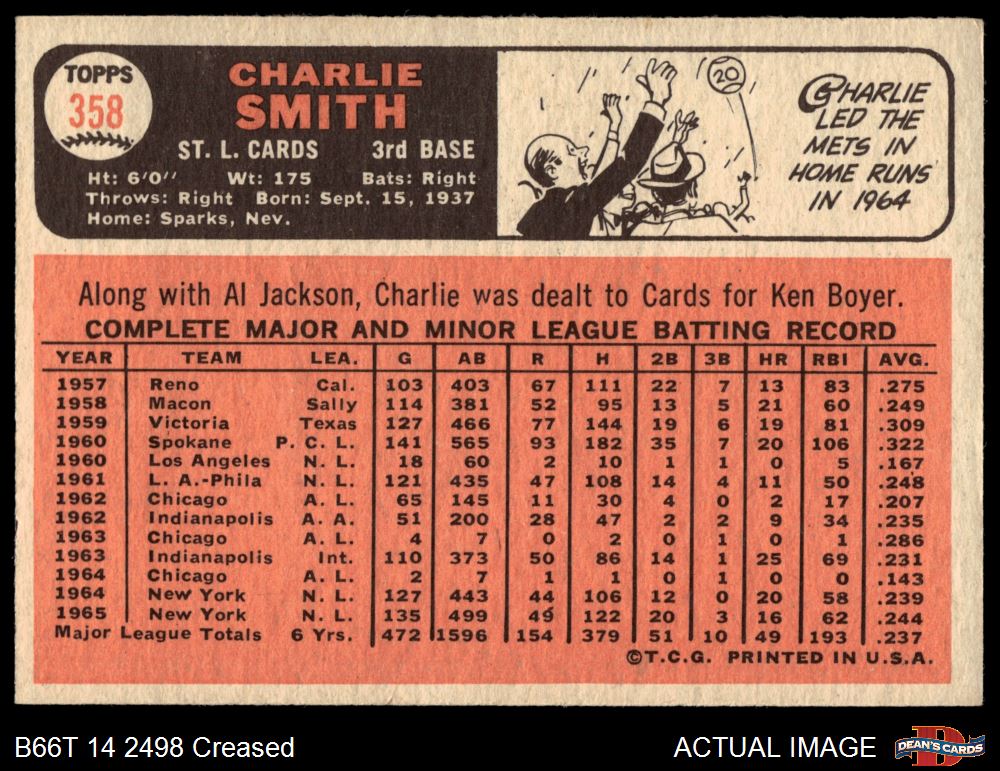 TOPPS
358
CHARLIE
SMITH
ST. L. CARDS 3rd BASE
Ht: 6'0" Wt: 175 Bats: Right
Throws: Right Born: Sept. 15, 1937
Home: Sparks, Nev.
20
CHARLIE
LED THE
METS IN
HOME RUNS
IN 1964
Along with Al Jackson, Charlie was dealt to Cards for Ken Boyer.
COMPLETE MAJOR AND MINOR LEAGUE BATTING RECORD
YEAR TEAM LEA. G AB R H 2B 3B HR RBI AVG.
1957 Reno Cal. 103 403 67 111 22 7 13 83 .275
1958 Macon Sally 114 381 52 95 13 5 21 60 .249
1959 Victoria Texas 127 466 77 144 19 6 19 81 .309
1960 Spokane P. C. L. 141 565 93 182 35 7 20 106 .322
1960 Los Angeles N. L. 18 60 2 10 1 1 0 5 .167
1961 L. A.-Phila N. L. 121 435 47 108 14 4 11 50 .248
1962 Chicago A. L. 65 145 11 30 4 0 2 17 .207
1962 Indianapolis A. A. 51 200 28 47 2 2 9 34 .235
1963 Chicago A. L. 4 7 0 2 0 1 0 1 .286
1963 Indianapolis Int. 110 373 50 86 14 1 25 69 .231
1964 Chicago A. L. 2 7 1 1 0 1 0 0 .143
1964 New York N. L. 127 443 44 106 12 0 20 58 .239
1965 New York N. L. 135 499 49 122 20 3 16 62 .244
Major League Totals 6 Yrs. 472 1596 154 379 51 10 49 193 .237
©T.C.G. PRINTED IN U.S.A.
B66T 14 2498 Creased ACTUAL IMAGE
D
DEAN'S CARDS